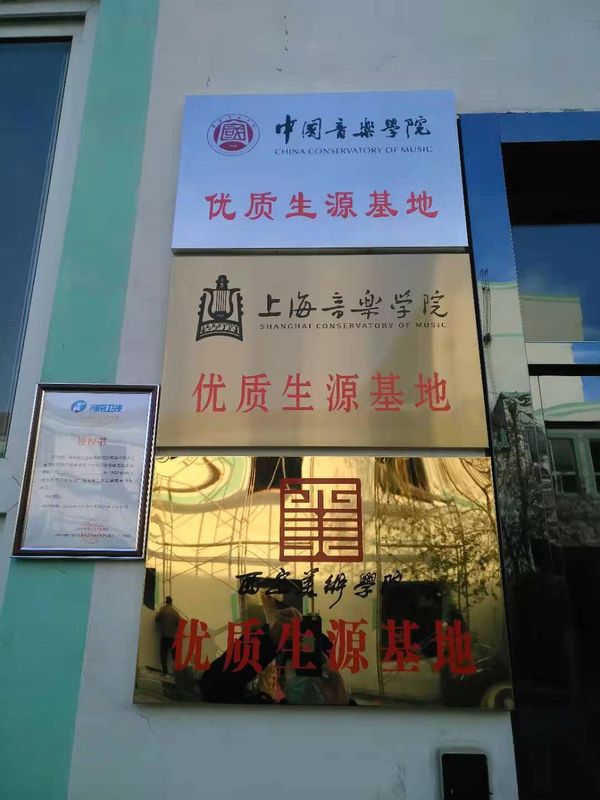 中国音乐學院
CHINA CONSERVATORY OF MUSIC
优质生源基地
上海音樂学院
SHANGHAI CONSERVATORY OF MUSIC
优质生源基地
西安美術學院
优质生源基地
河南卫视
授权书